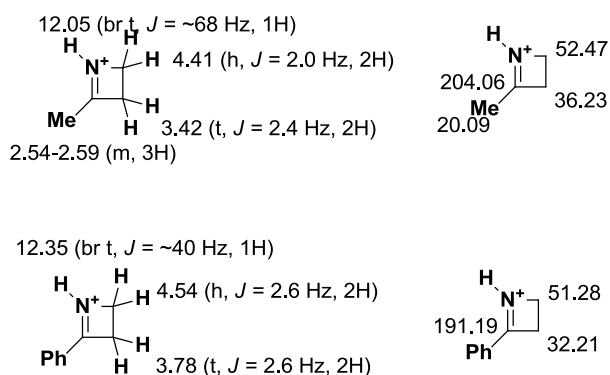 12.05 (br t, J = ~68 Hz, 1H)
H
H
N+
H
4.41 (h, J = 2.0 Hz, 2H)
H
Me
H
3.42 (t, J = 2.4 Hz, 2H)
2.54-2.59 (m, 3H)
H
N+
52.47
204.06
36.23
Me
20.09
12.35 (br t, J = ~40 Hz, 1H)
H
H
N+
H
4.54 (h, J = 2.6 Hz, 2H)
H
Ph
H
3.78 (t, J = 2.6 Hz, 2H)
H
N+
51.28
191.19
32.21
Ph